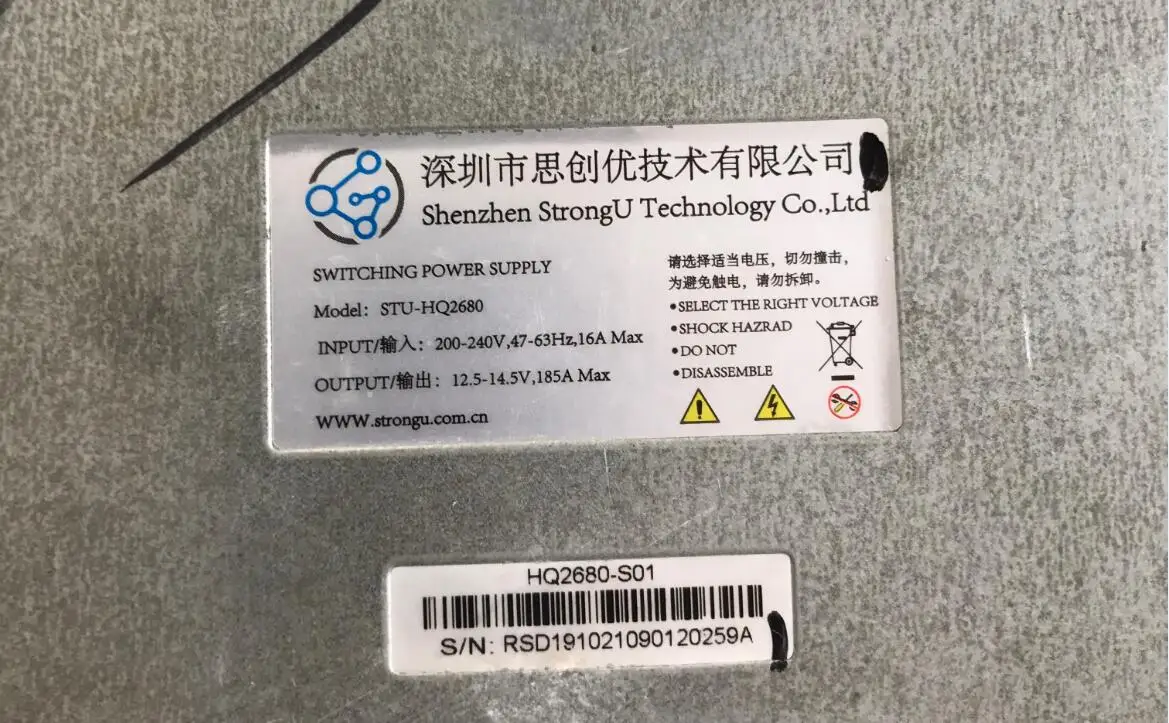 深圳市思创优技术有限公司
Shenzhen StrongU Technology Co.,Ltd
SWITCHING POWER SUPPLY
Model: STU-HQ2680
INPUT/输入: 200-240V,47-63Hz,16A Max
OUTPUT/输出: 12.5-14.5V,185A Max
WWW.strongu.com.cn
请选择适当电压，切勿撞击，
为避免触电，请勿拆卸。
•SELECT THE RIGHT VOLTAGE
•SHOCK HAZRAD
•DO NOT
•DISASSEMBLE
HQ2680-S01
S/N: RSD191021090120259A